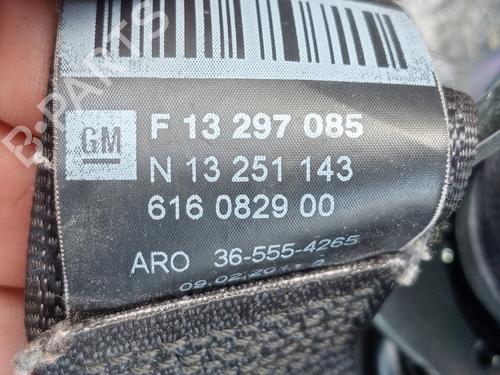 B-PARTS
GM
F 13 297 085
N 13 251 143
616 0829 00
ARO 36-555-4265